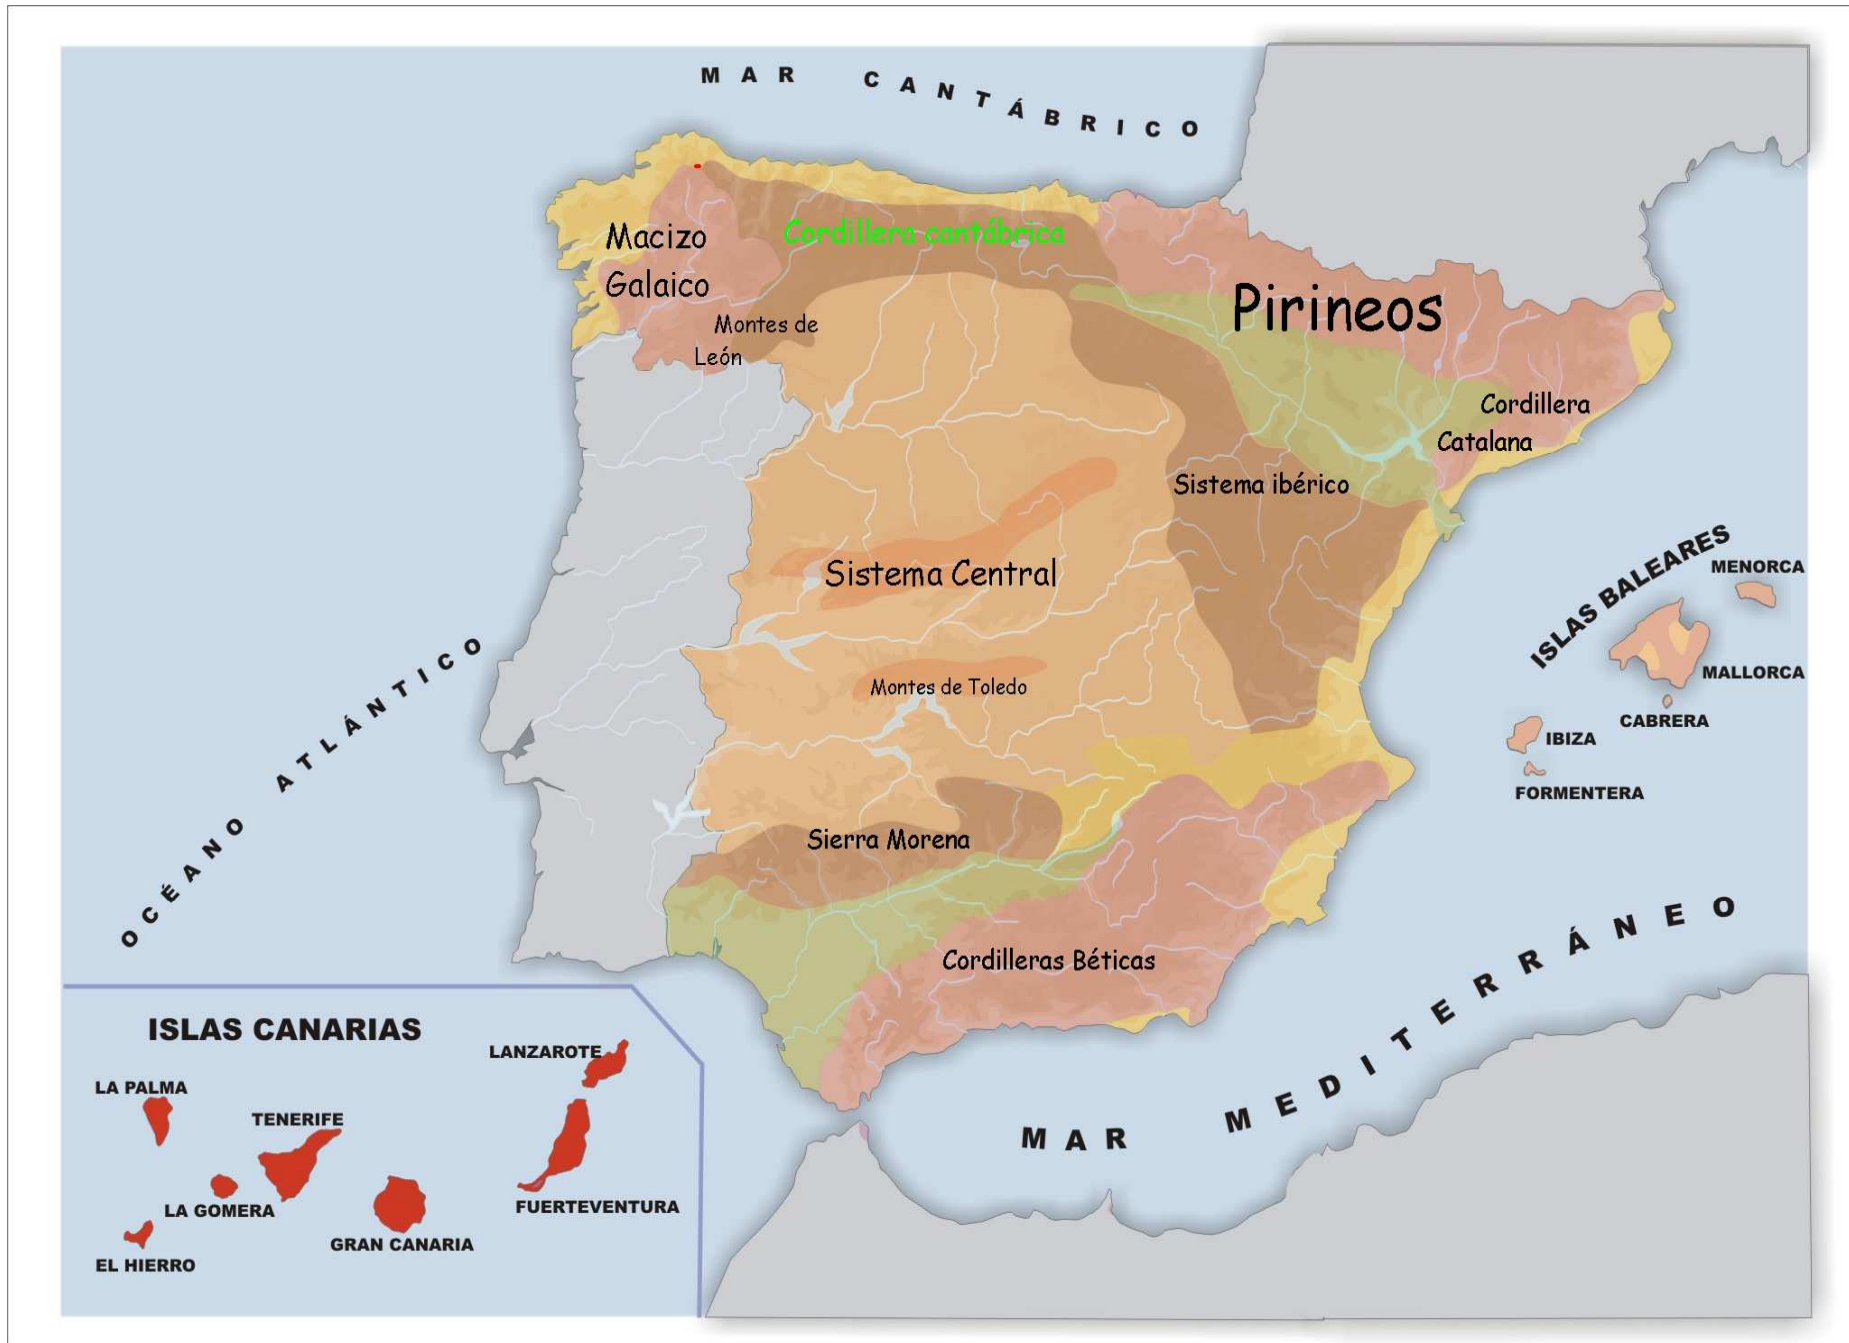 MAR CANTÁBRICO
Macizo
Galaico
Cordillera cantábrica
Pirineos
Montes de
León
Cordillera
Catalana
Sistema ibérico
Sistema Central
Montes de Toledo
Sierra Morena
Cordilleras Béticas
OCÉANO ATLÁNTICO
ISLAS BALEARES
MENORCA
MALLORCA
CABRERA
IBIZA
FORMENTERA
MAR MEDITERRÁNEO
ISLAS CANARIAS
LANZAROTE
LA PALMA
TENERIFE
FUERTEVENTURA
LA GOMERA
GRAN CANARIA
EL HIERRO